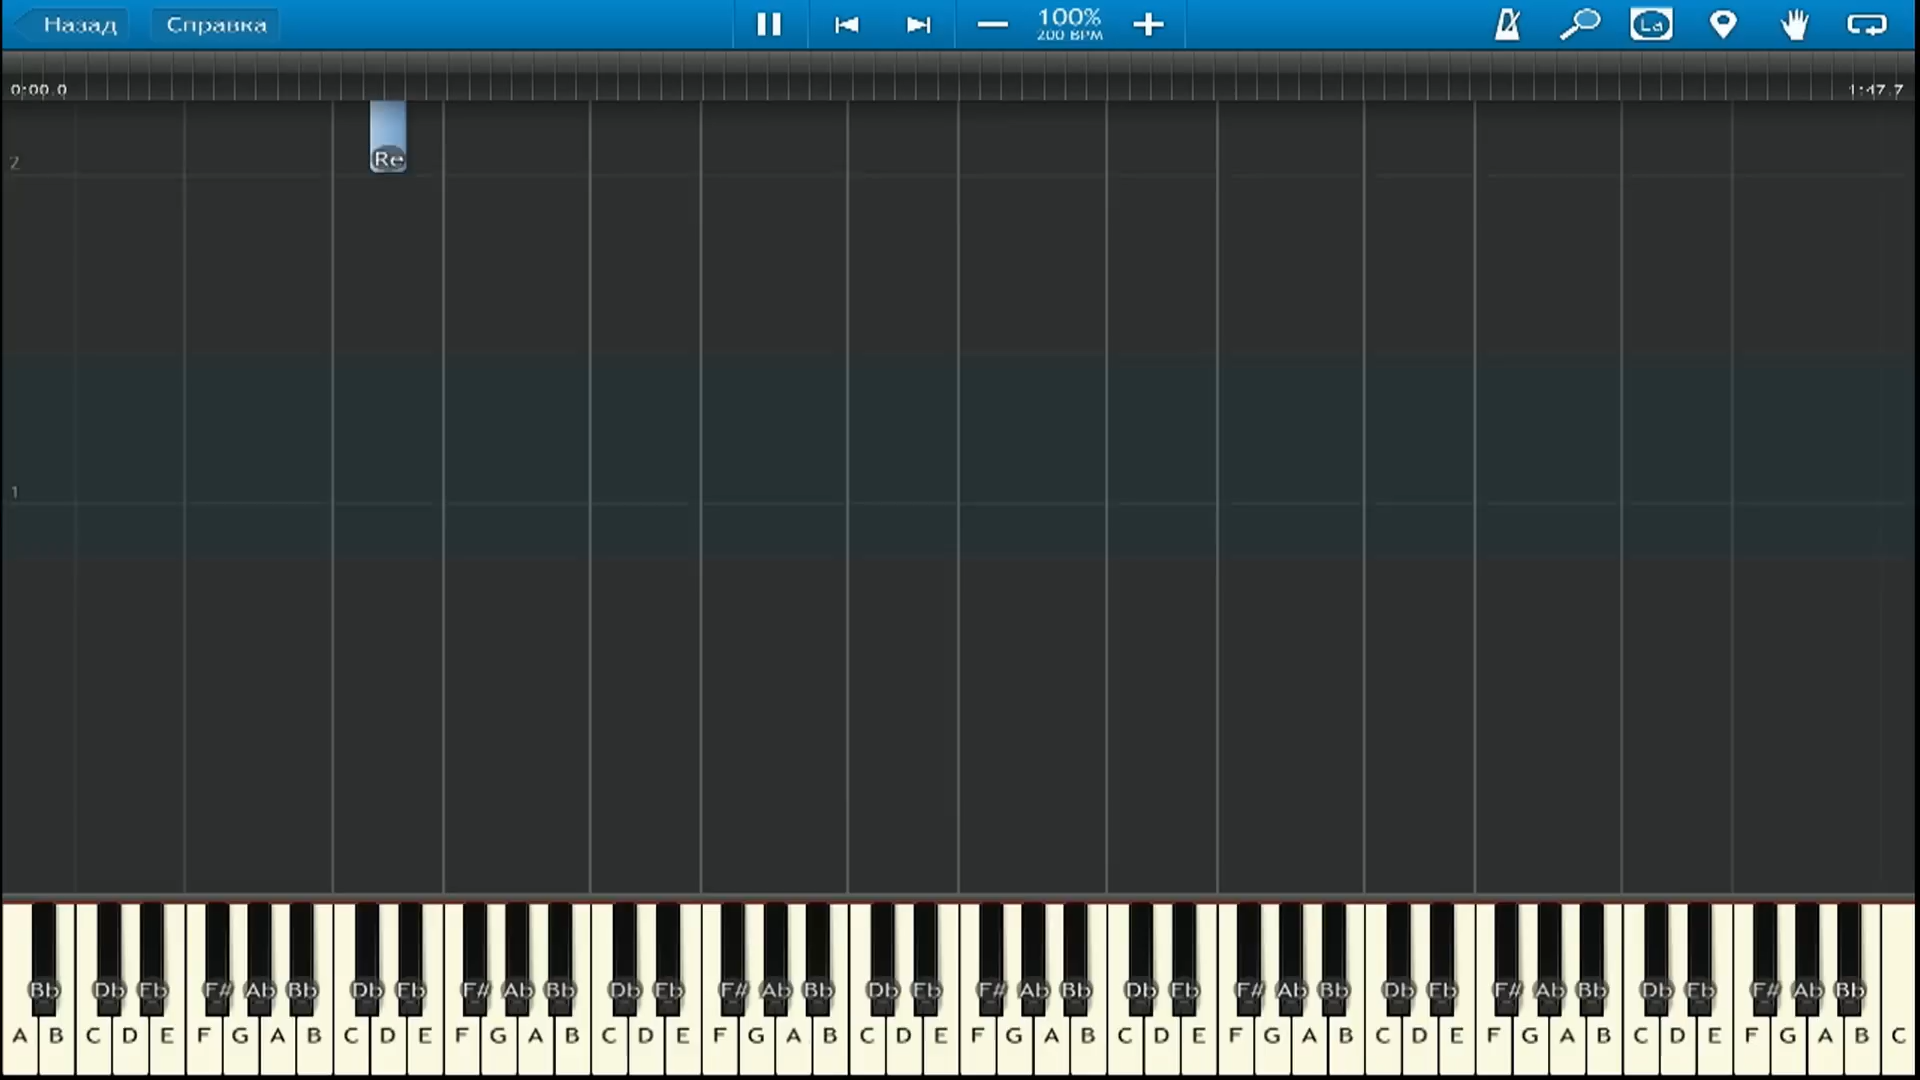 Назад Справка 100% La
200 BPM
0:00.0 1:47.7
Re
2
1
Bb Db Eb F# Ab Bb Db Eb F# Ab Bb Db Eb F# Ab Bb Db Eb F# Ab Bb Db Eb F# Ab Bb Db Eb F# Ab Bb Db Eb F# Ab Bb
A B C D E F G A B C D E F G A B C D E F G A B C D E F G A B C D E F G A B C D E F G A B C D E F G A B C